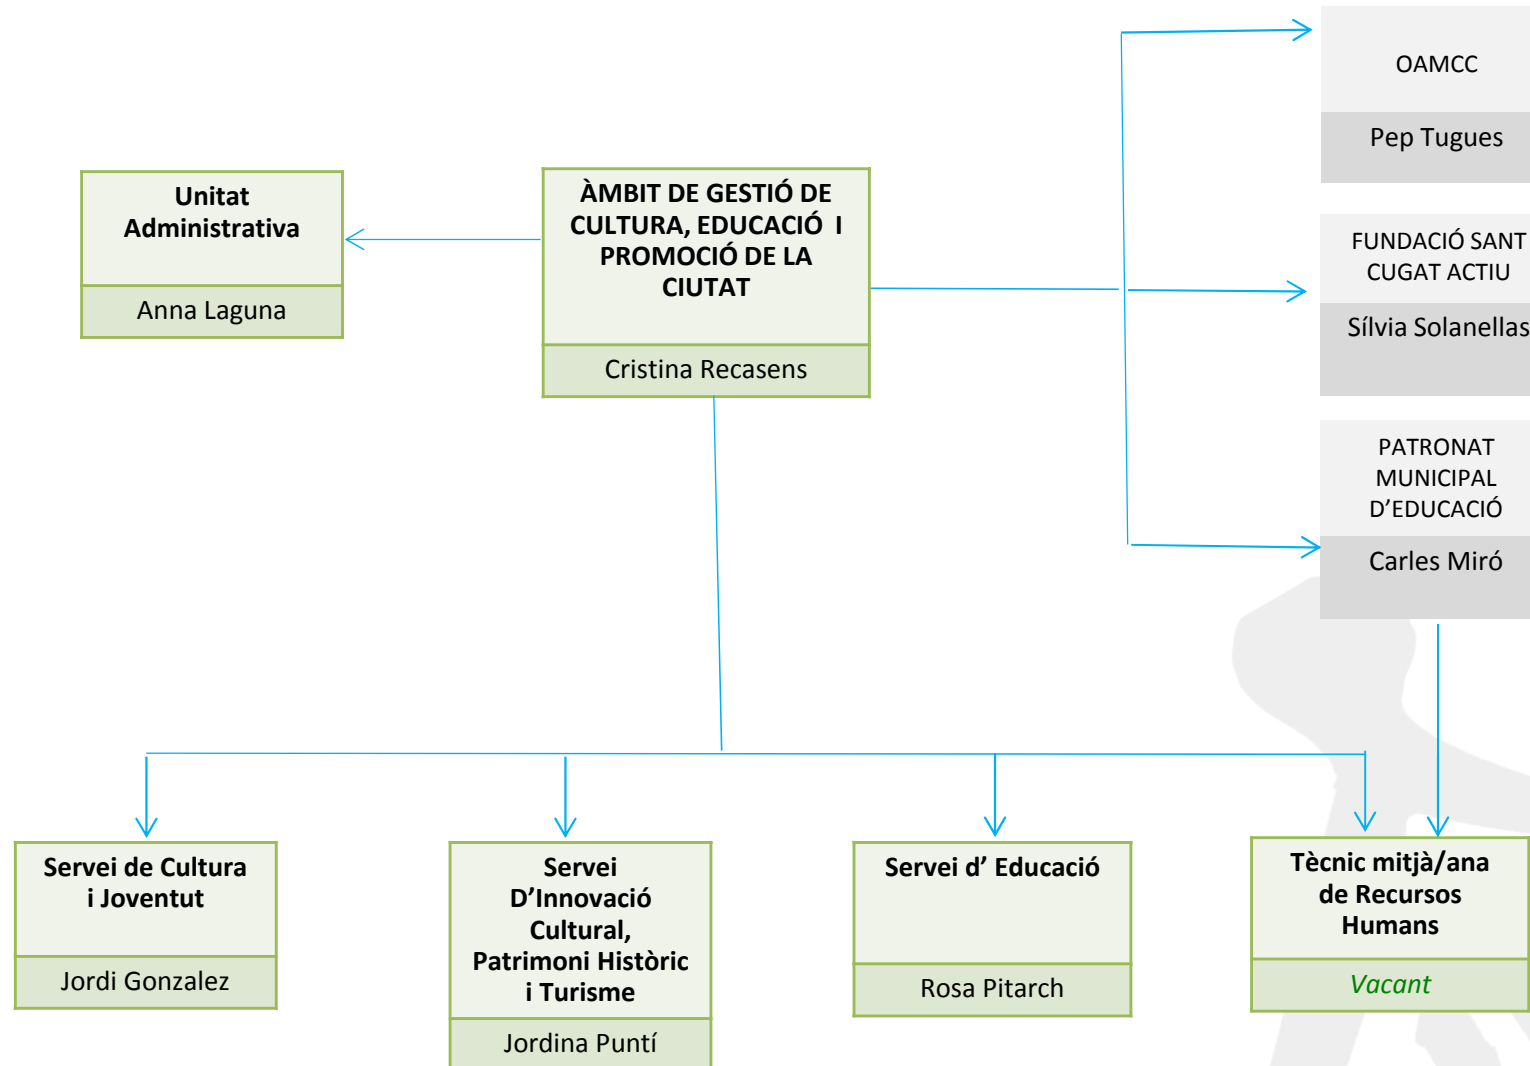 OAMCC
Pep Tugues
Unitat
Administrativa
Anna Laguna
ÀMBIT DE GESTIÓ DE
CULTURA, EDUCACIÓ I
PROMOCIÓ DE LA
CIUTAT
Cristina Recasens
FUNDACIÓ SANT
CUGAT ACTIU
Sílvia Solanellas
PATRONAT
MUNICIPAL
D’EDUCACIÓ
Carles Miró
Servei de Cultura
i Joventut
Jordi Gonzalez
Servei
D’Innovació
Cultural,
Patrimoni Històric
i Turisme
Jordina Puntí
Servei d’ Educació
Rosa Pitarch
Tècnic mitjà/ana
de Recursos
Humans
Vacant